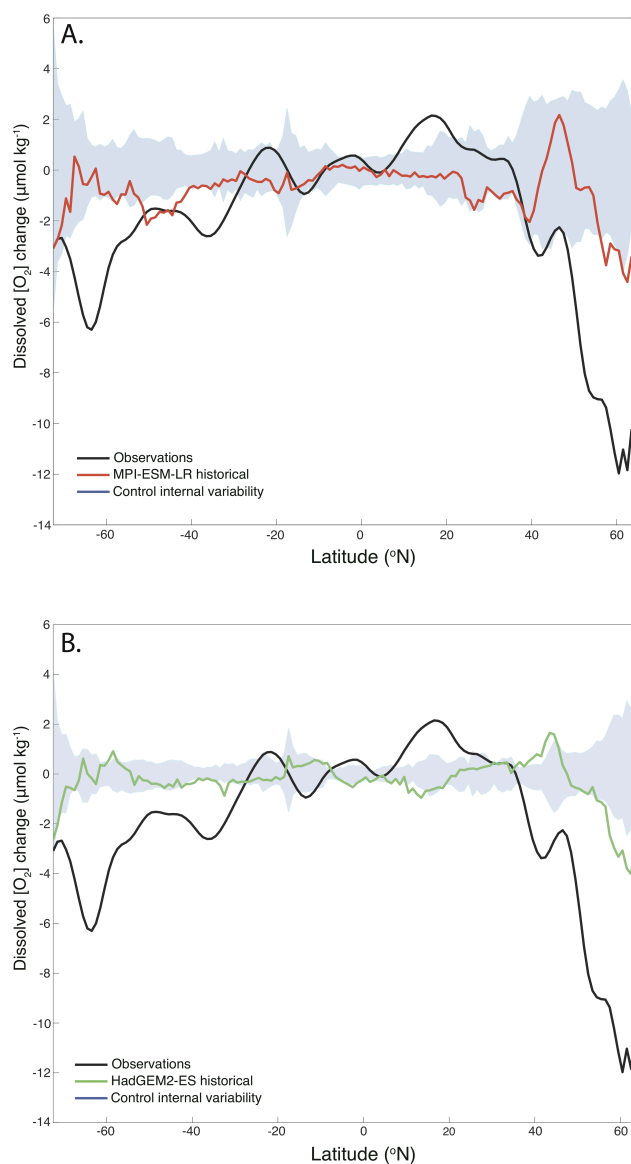 A.
6
4
2
0
-2
-4
-6
-8
-10
-12
-14
Dissolved [O₂] change (μmol kg⁻¹)
Observations
MPI-ESM-LR historical
Control internal variability
-60 -40 -20 0 20 40 60
Latitude (°N)
B.
6
4
2
0
-2
-4
-6
-8
-10
-12
-14
Dissolved [O₂] change (μmol kg⁻¹)
Observations
HadGEM2-ES historical
Control internal variability
-60 -40 -20 0 20 40 60
Latitude (°N)